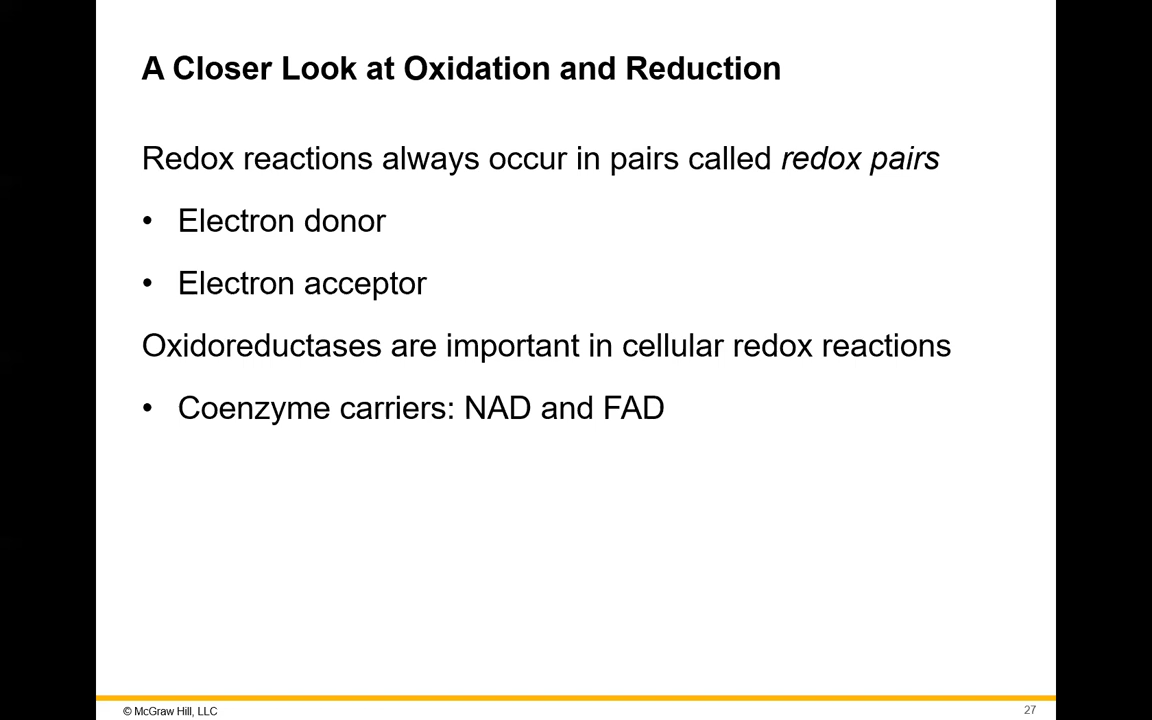 A Closer Look at Oxidation and Reduction
Redox reactions always occur in pairs called redox pairs
• Electron donor
• Electron acceptor
Oxidoreductases are important in cellular redox reactions
• Coenzyme carriers: NAD and FAD
© McGraw Hill, LLC
27